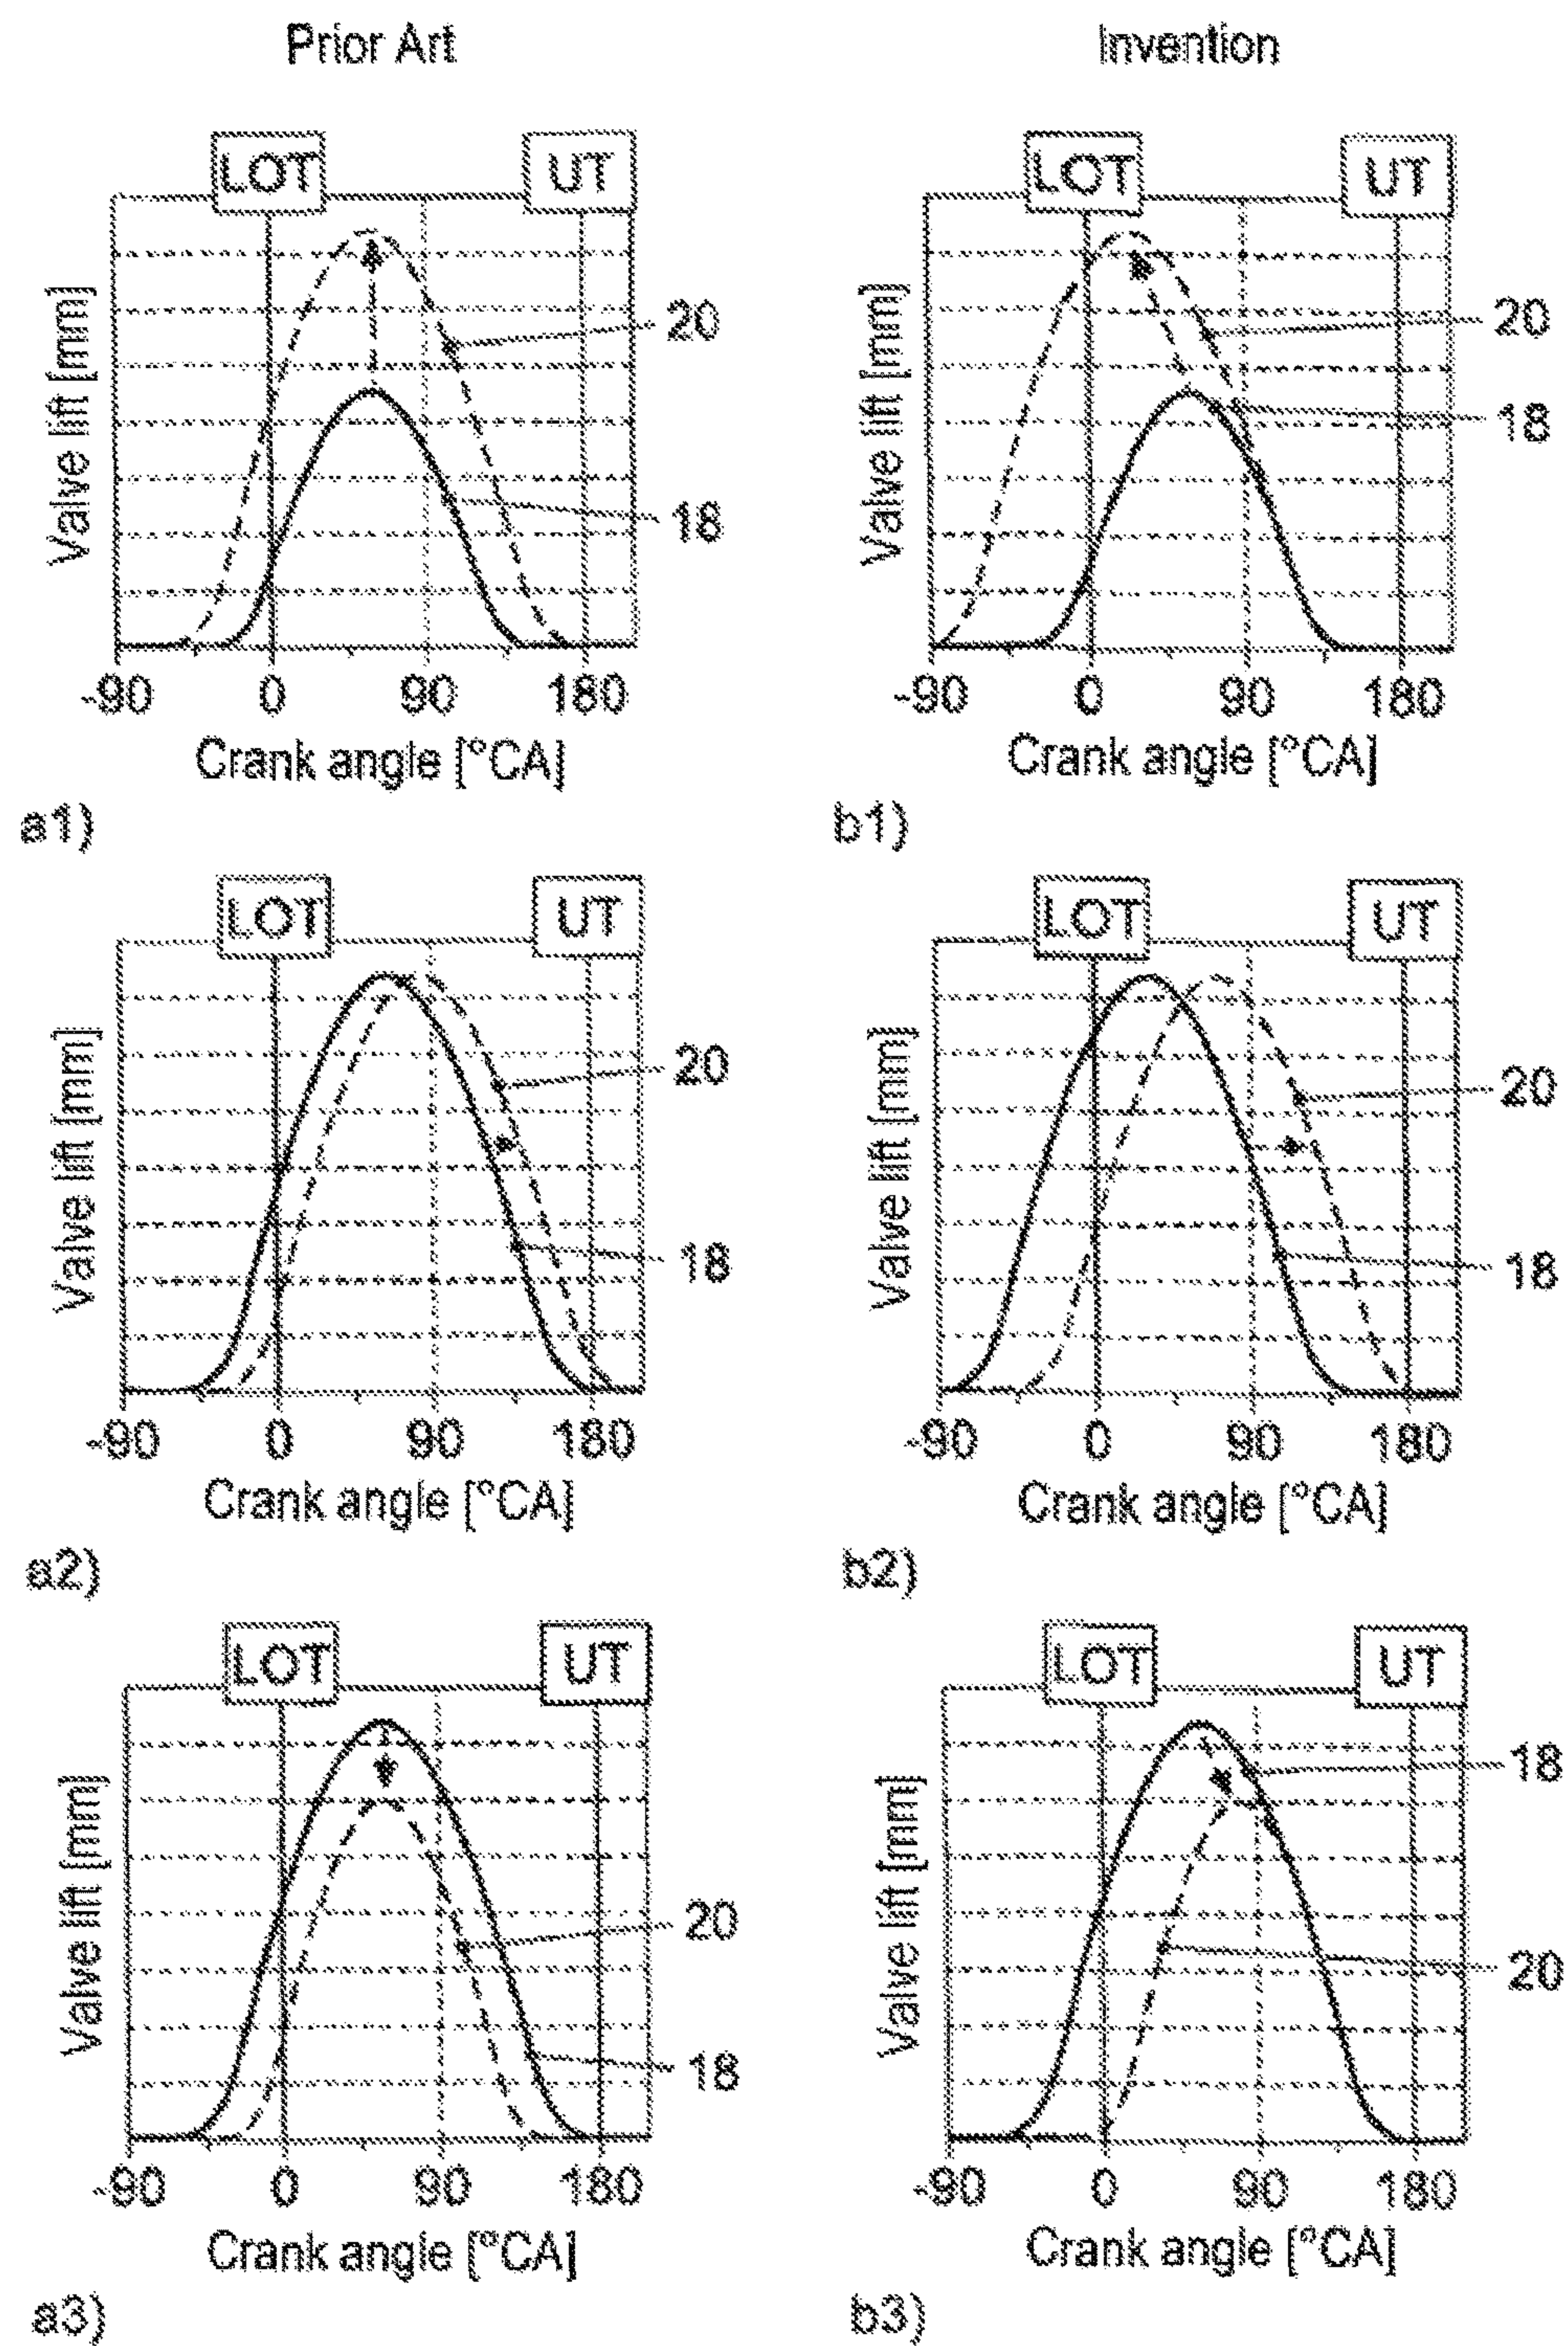 Prior Art Invention
LOT UT LOT UT
Valve lift [mm] Valve lift [mm]
20 20
18 18
-90 0 90 180 -90 0 90 180
Crank angle [°CA] Crank angle [°CA]
a1) b1)
LOT UT LOT UT
Valve lift [mm] Valve lift [mm]
20 20
18 18
-90 0 90 180 -90 0 90 180
Crank angle [°CA] Crank angle [°CA]
a2) b2)
LOT UT LOT UT
Valve lift [mm] Valve lift [mm]
20 18
18 20
-90 0 90 180 -90 0 90 180
Crank angle [°CA] Crank angle [°CA]
a3) b3)